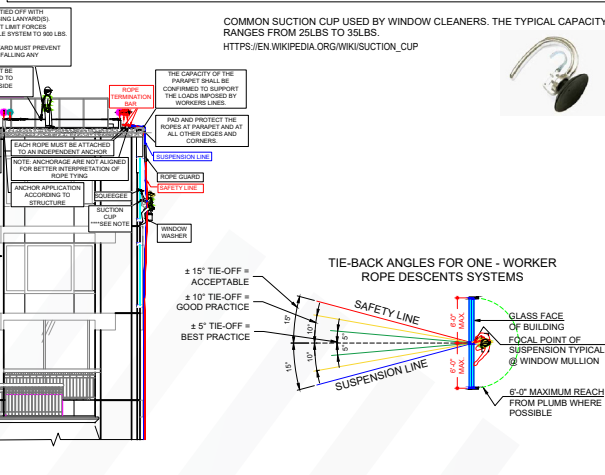 TIED OFF WITH
LANYARD(S).
LIMIT FORCES
SYSTEM TO 900 LBS.
MUST PREVENT
FALLING ANY
BE
TO
SIDE
COMMON SUCTION CUP USED BY WINDOW CLEANERS. THE TYPICAL CAPACITY
RANGES FROM 25LBS TO 35LBS.
HTTPS://EN.WIKIPEDIA.ORG/WIKI/SUCTION_CUP
ROPE
TERMINATION
BAR
THE CAPACITY OF THE
PARAPET SHALL BE
CONFIRMED TO SUPPORT
THE LOADS IMPOSED BY
WORKERS LINES.
PAD AND PROTECT THE
ROPES AT PARAPET AND AT
ALL OTHER EDGES AND
CORNERS.
EACH ROPE MUST BE ATTACHED
TO AN INDEPENDENT ANCHOR
SUSPENSION LINE
NOTE: ANCHORAGE ARE NOT ALIGNED
FOR BETTER INTERPRETATION OF
ROPE TYING
ROPE GUARD
SAFETY LINE
ANCHOR APPLICATION
ACCORDING TO
STRUCTURE
SQUEEGEE
SUCTION
CUP
****SEE NOTE
WINDOW
WASHER
TIE-BACK ANGLES FOR ONE - WORKER
ROPE DESCENTS SYSTEMS
± 15° TIE-OFF =
ACCEPTABLE
± 10° TIE-OFF =
GOOD PRACTICE
± 5° TIE-OFF =
BEST PRACTICE
15°
10°
5°
5°
10°
15°
SAFETY LINE
SUSPENSION LINE
6'-0"
MAX.
6'-0"
MAX.
GLASS FACE
OF BUILDING
FOCAL POINT OF
SUSPENSION TYPICAL
@ WINDOW MULLION
6'-0" MAXIMUM REACH
FROM PLUMB WHERE
POSSIBLE